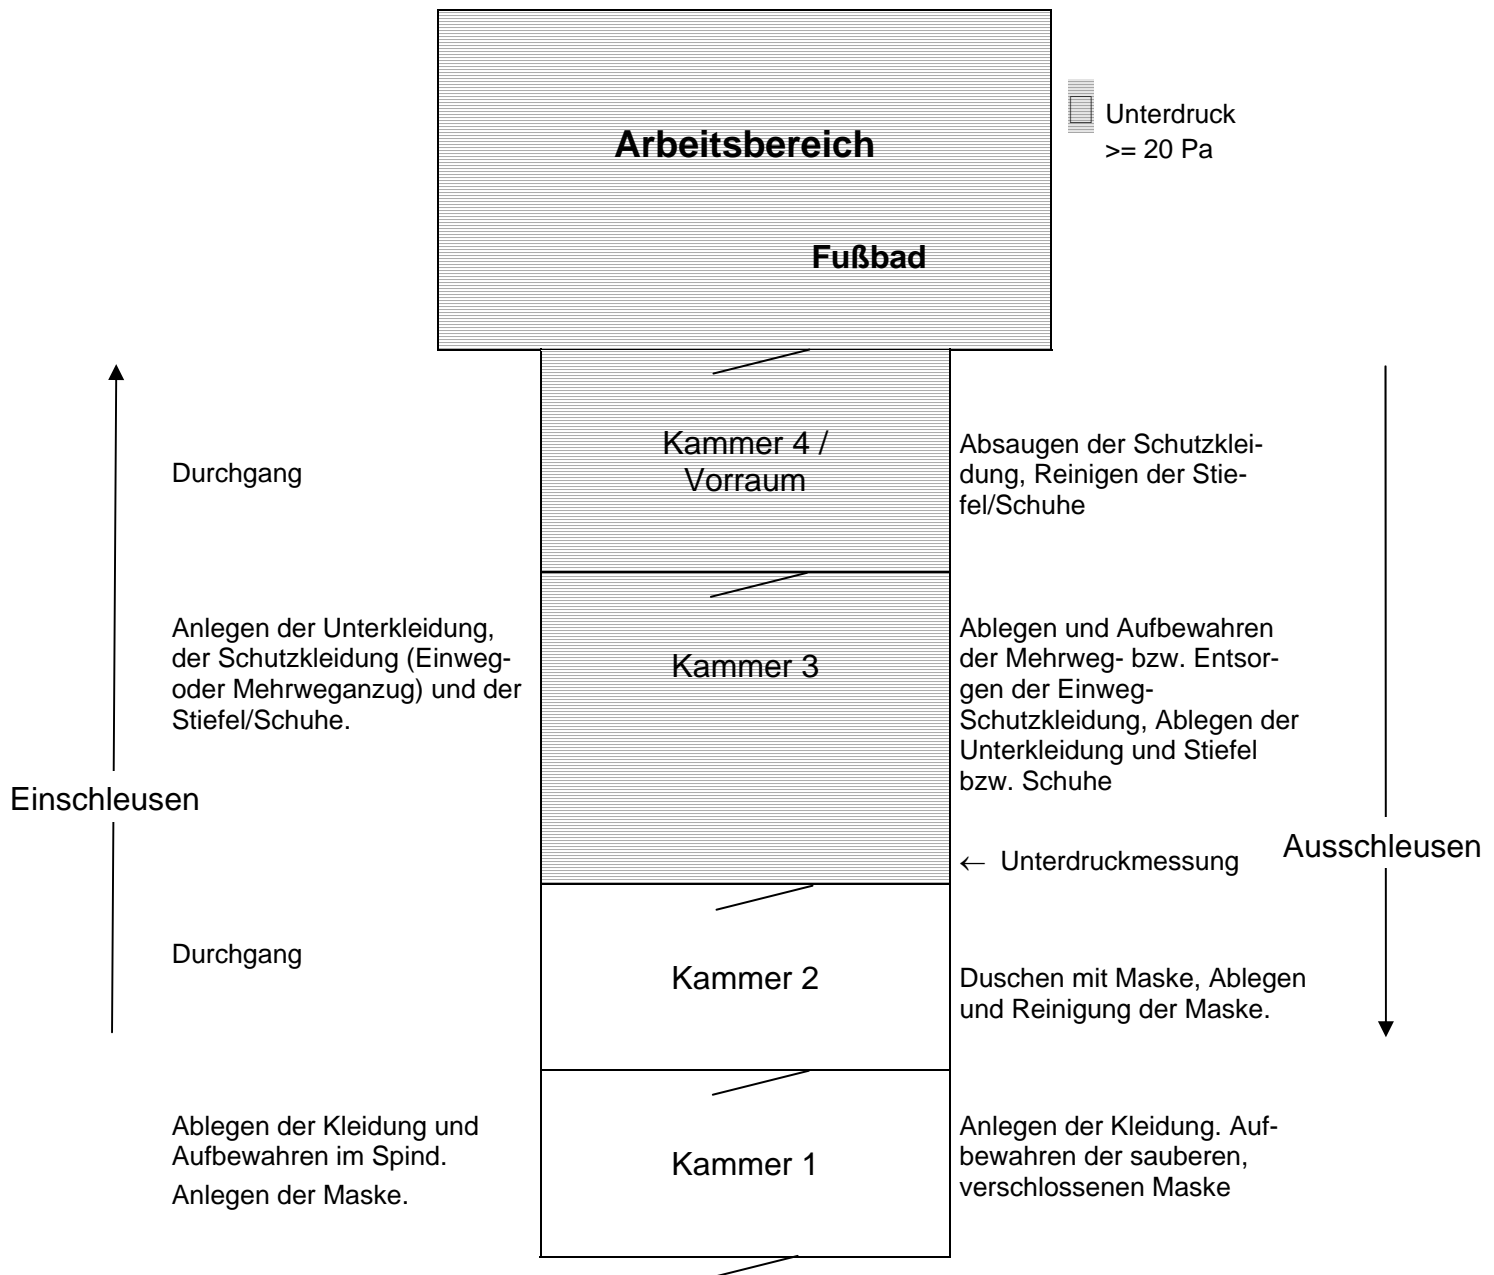 Arbeitsbereich
Unterdruck
>= 20 Pa
Fußbad
Durchgang
Kammer 4 /
Vorraum
Absaugen der Schutzklei-
dung, Reinigen der Stie-
fel/Schuhe
Anlegen der Unterkleidung,
der Schutzkleidung (Einweg-
oder Mehrweganzug) und der
Stiefel/Schuhe.
Kammer 3
Ablegen und Aufbewahren
der Mehrweg- bzw. Entsor-
gen der Einweg-
Schutzkleidung, Ablegen der
Unterkleidung und Stiefel
bzw. Schuhe
Einschleusen
← Unterdruckmessung
Ausschleusen
Durchgang
Kammer 2
Duschen mit Maske, Ablegen
und Reinigung der Maske.
Ablegen der Kleidung und
Aufbewahren im Spind.
Anlegen der Maske.
Kammer 1
Anlegen der Kleidung. Auf-
bewahren der sauberen,
verschlossenen Maske